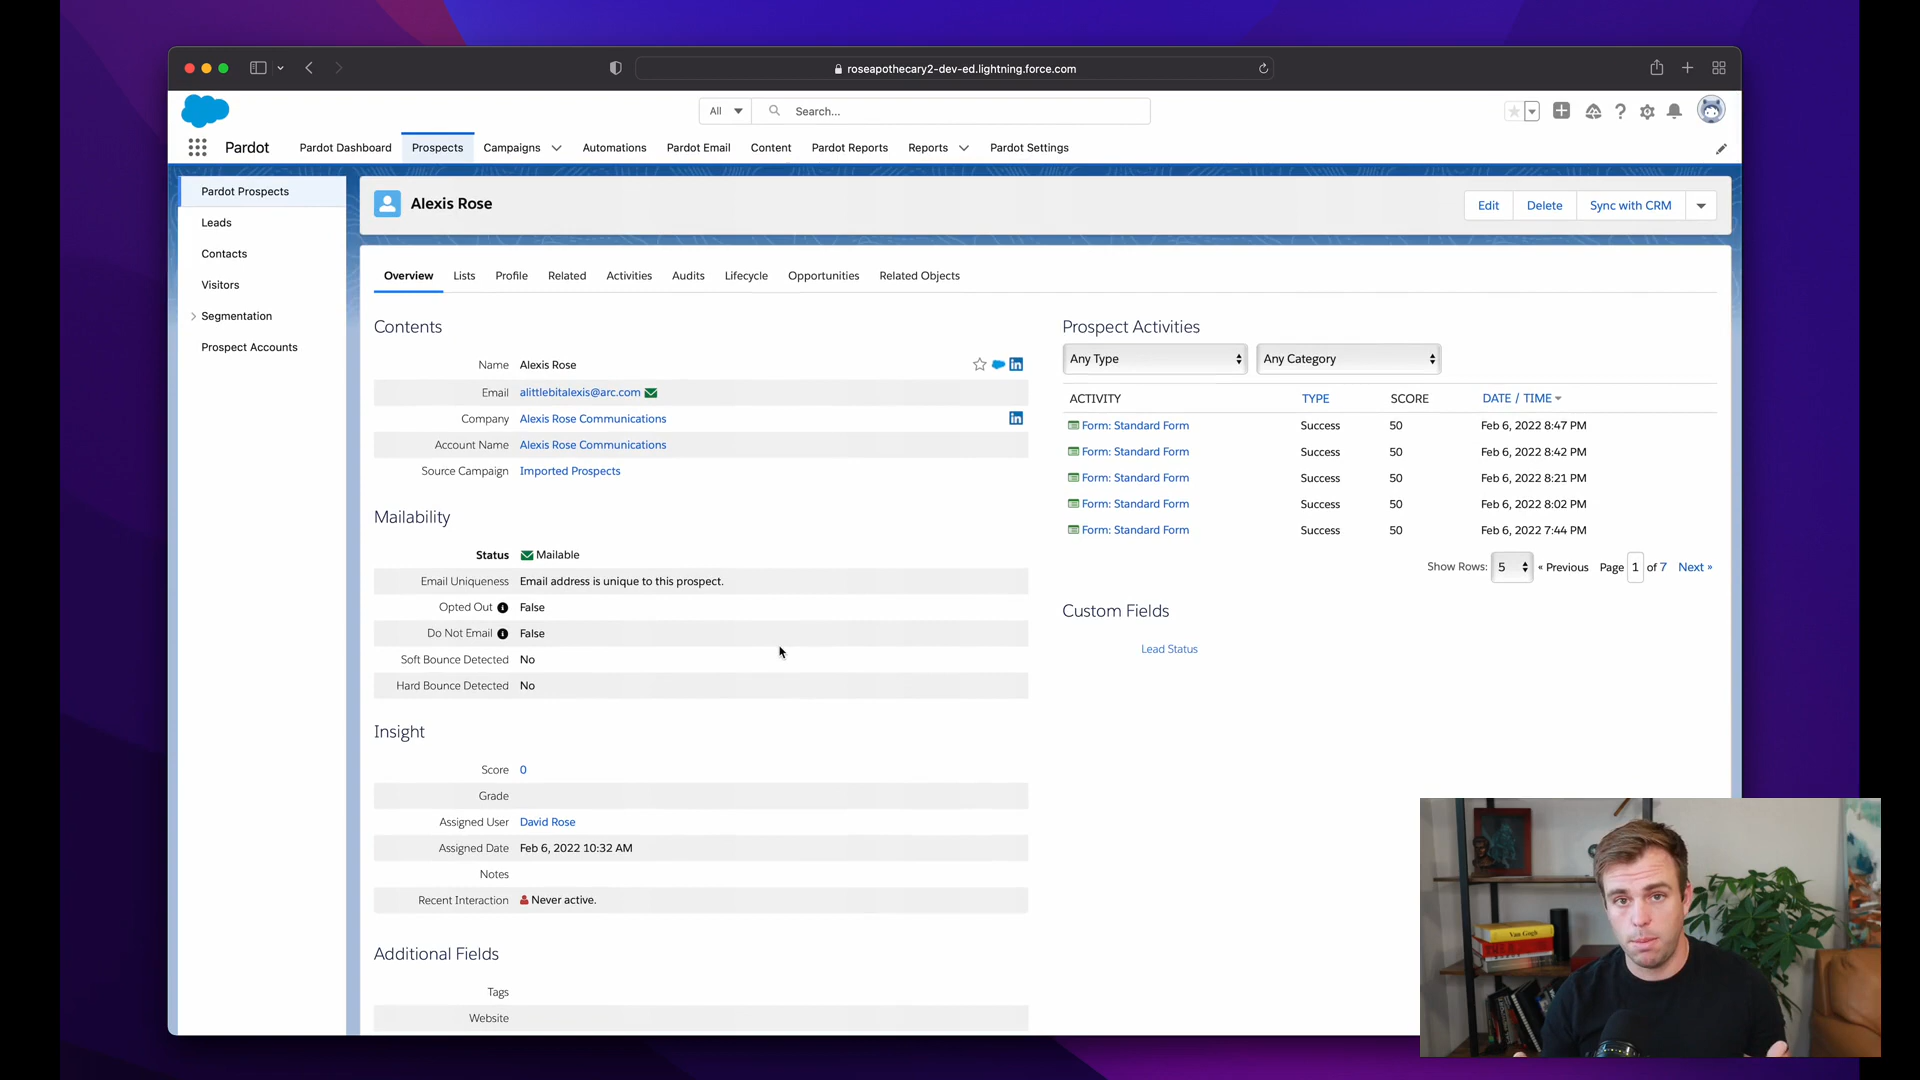 roseapothecary2-dev-ed.lightning.force.com
All Search...
Pardot Pardot Dashboard Prospects Campaigns Automations Pardot Email Content Pardot Reports Reports Pardot Settings
Pardot Prospects
Leads
Contacts
Visitors
Segmentation
Prospect Accounts
Alexis Rose
Edit Delete Sync with CRM
Overview Lists Profile Related Activities Audits Lifecycle Opportunities Related Objects
Contents
Name Alexis Rose
Email alittlebitalexis@arc.com
Company Alexis Rose Communications
Account Name Alexis Rose Communications
Source Campaign Imported Prospects
Mailability
Status Mailable
Email Uniqueness Email address is unique to this prospect.
Opted Out False
Do Not Email False
Soft Bounce Detected No
Hard Bounce Detected No
Insight
Score 0
Grade
Assigned User David Rose
Assigned Date Feb 6, 2022 10:32 AM
Notes
Recent Interaction Never active.
Additional Fields
Tags
Website
Prospect Activities
Any Type Any Category
ACTIVITY TYPE SCORE DATE / TIME
Form: Standard Form Success 50 Feb 6, 2022 8:47 PM
Form: Standard Form Success 50 Feb 6, 2022 8:42 PM
Form: Standard Form Success 50 Feb 6, 2022 8:21 PM
Form: Standard Form Success 50 Feb 6, 2022 8:02 PM
Form: Standard Form Success 50 Feb 6, 2022 7:44 PM
Show Rows: 5 « Previous Page 1 of 7 Next »
Custom Fields
Lead Status
Van Gogh